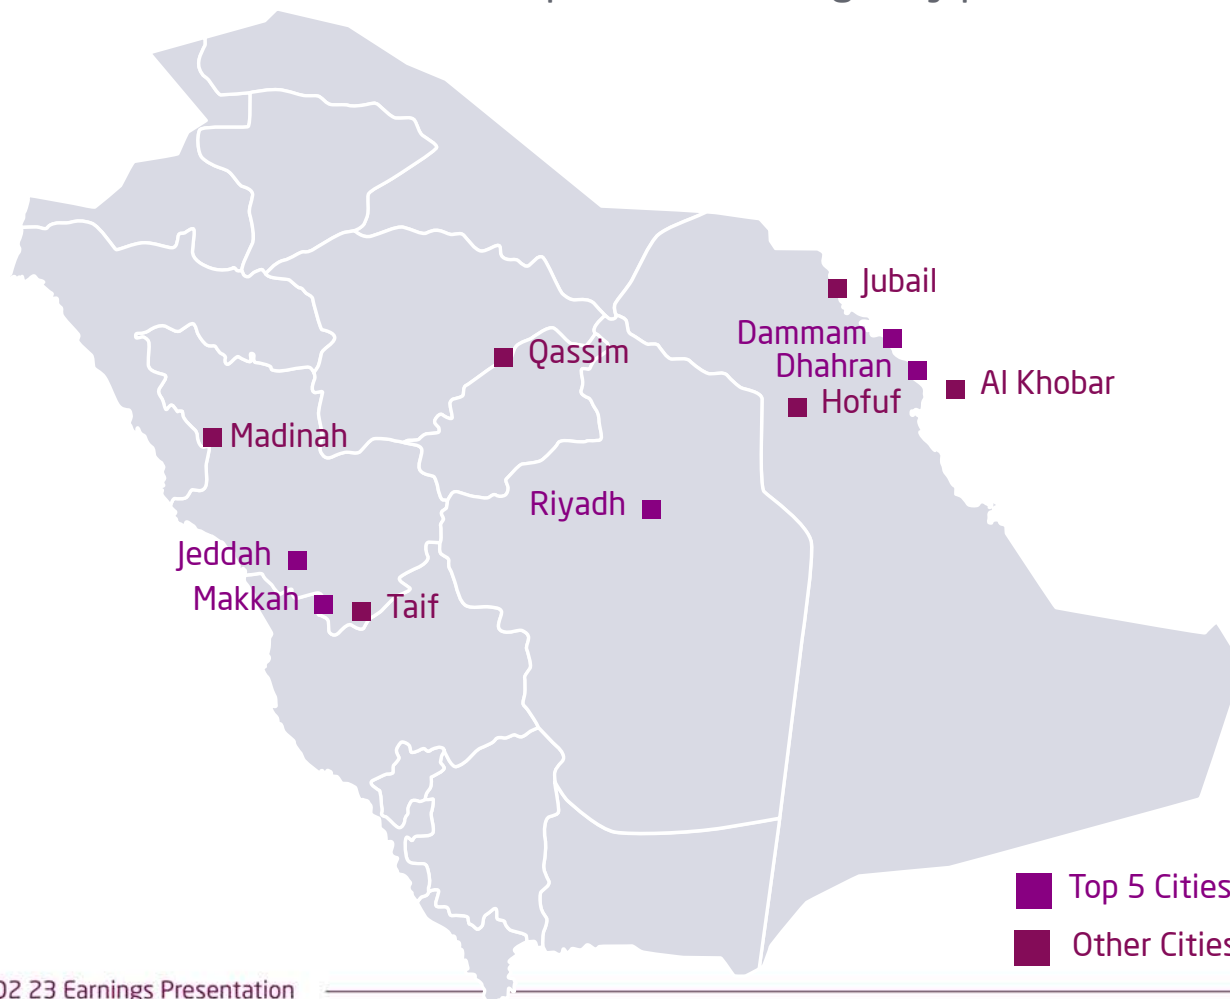 Jubail
Dammam
Qassim
Dhahran
Al Khobar
Hofuf
Madinah
Riyadh
Jeddah
Makkah
Taif
Top 5 Cities
Other Cities
23 Earnings Presentation